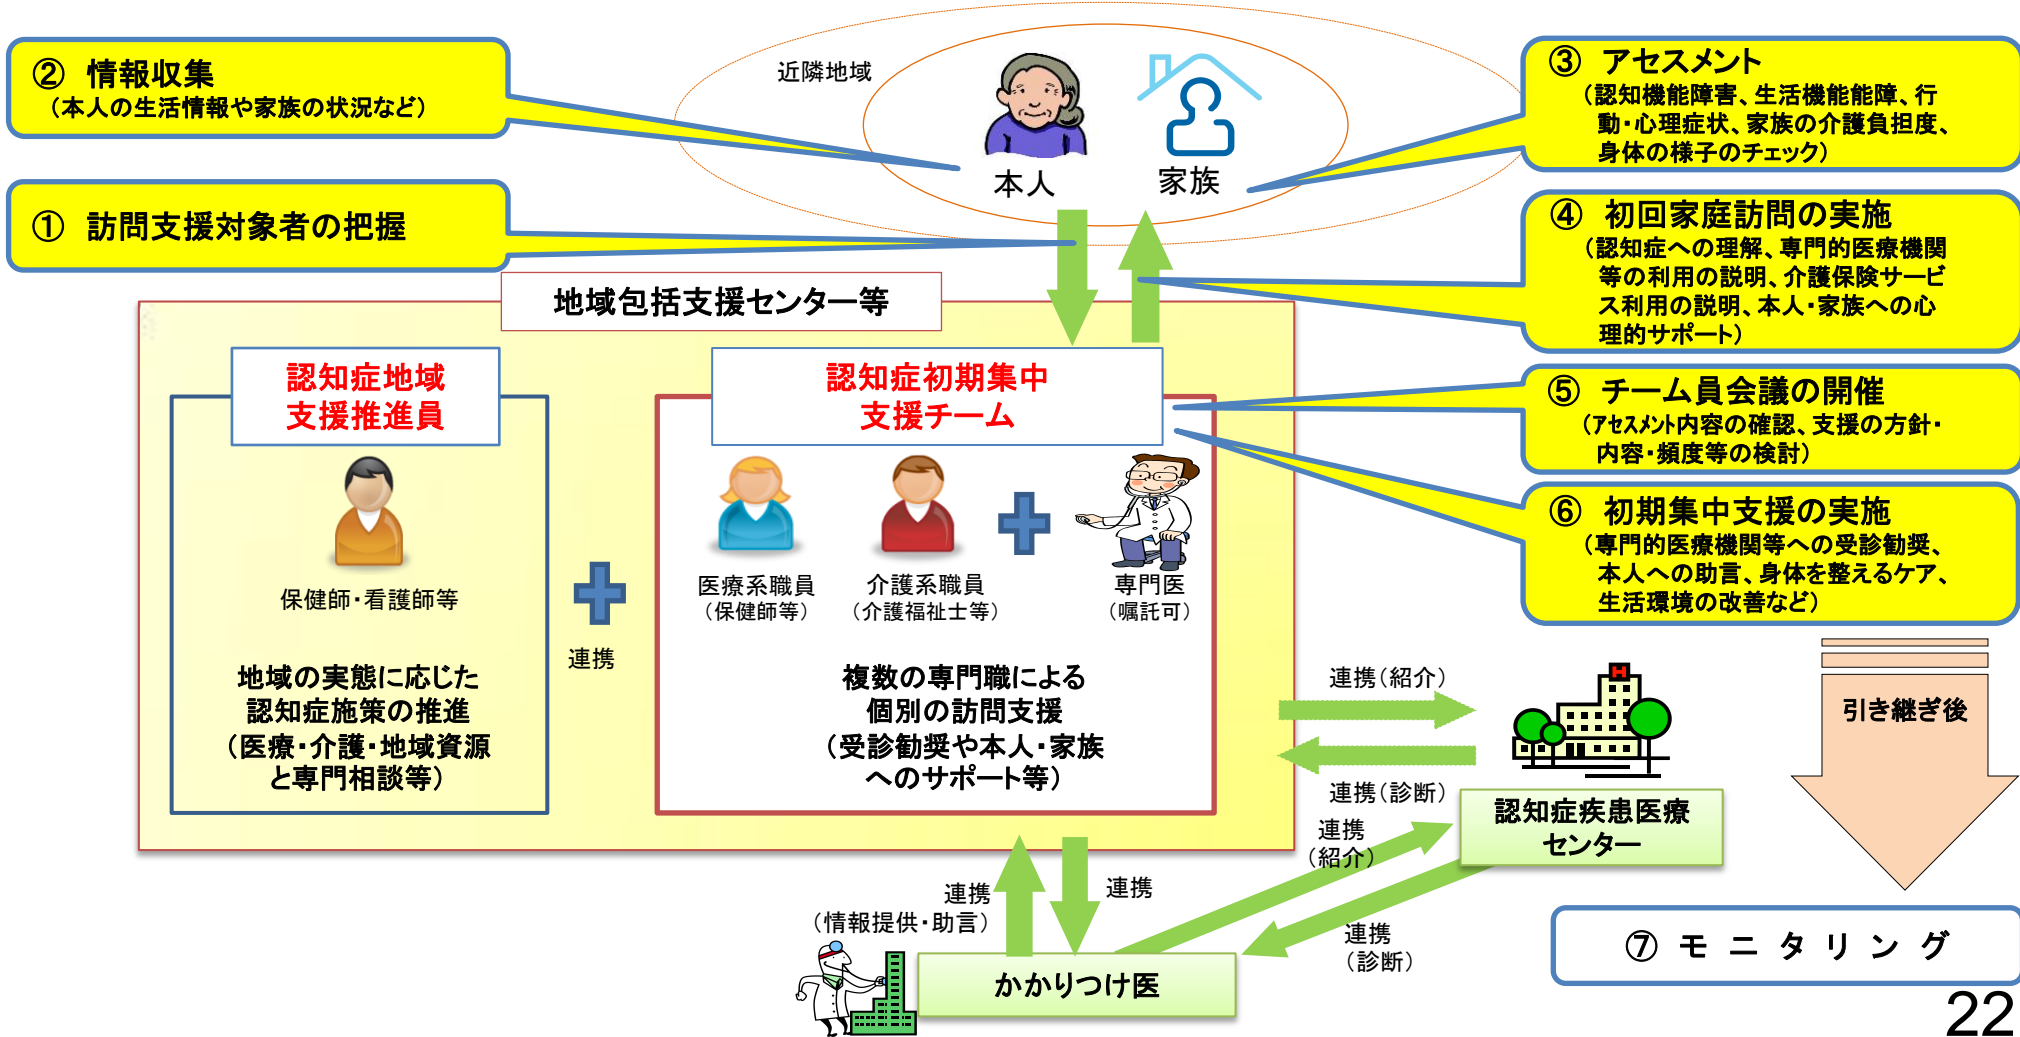 ② 情報収集
（本人の生活情報や家族の状況など）
① 訪問支援対象者の把握
近隣地域
本人
家族
③ アセスメント
（認知機能障害、生活機能能障、行
動・心理症状、家族の介護負担度、
身体の様子のチェック）
④ 初回家庭訪問の実施
（認知症への理解、専門的医療機関
等の利用の説明、介護保険サービ
ス利用の説明、本人・家族への心
理的サポート）
⑤ チーム員会議の開催
（アセスメント内容の確認、支援の方針・
内容・頻度等の検討）
⑥ 初期集中支援の実施
（専門的医療機関等への受診勧奨、
本人への助言、身体を整えるケア、
生活環境の改善など）
地域包括支援センター等
認知症地域
支援推進員
保健師・看護師等
地域の実態に応じた
認知症施策の推進
（医療・介護・地域資源
と専門相談等）
連携
認知症初期集中
支援チーム
医療系職員
（保健師等）
介護系職員
（介護福祉士等）
専門医
（嘱託可）
複数の専門職による
個別の訪問支援
（受診勧奨や本人・家族
へのサポート等）
連携（紹介）
連携（診断）
H
認知症疾患医療
センター
連携
（紹介）
連携
（診断）
連携
（情報提供・助言）
連携
かかりつけ医
引き継ぎ後
⑦ モニタリング
22